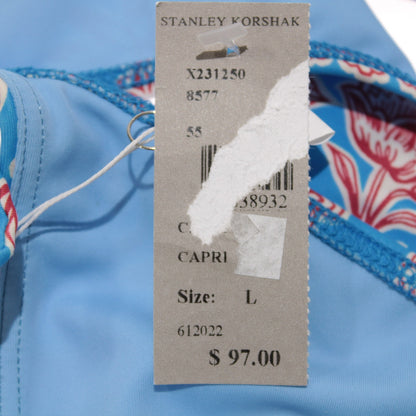 STANLEY KORSHAK
X231250
8577
55
38932
CAPRI
Size: L
612022
$ 97.00